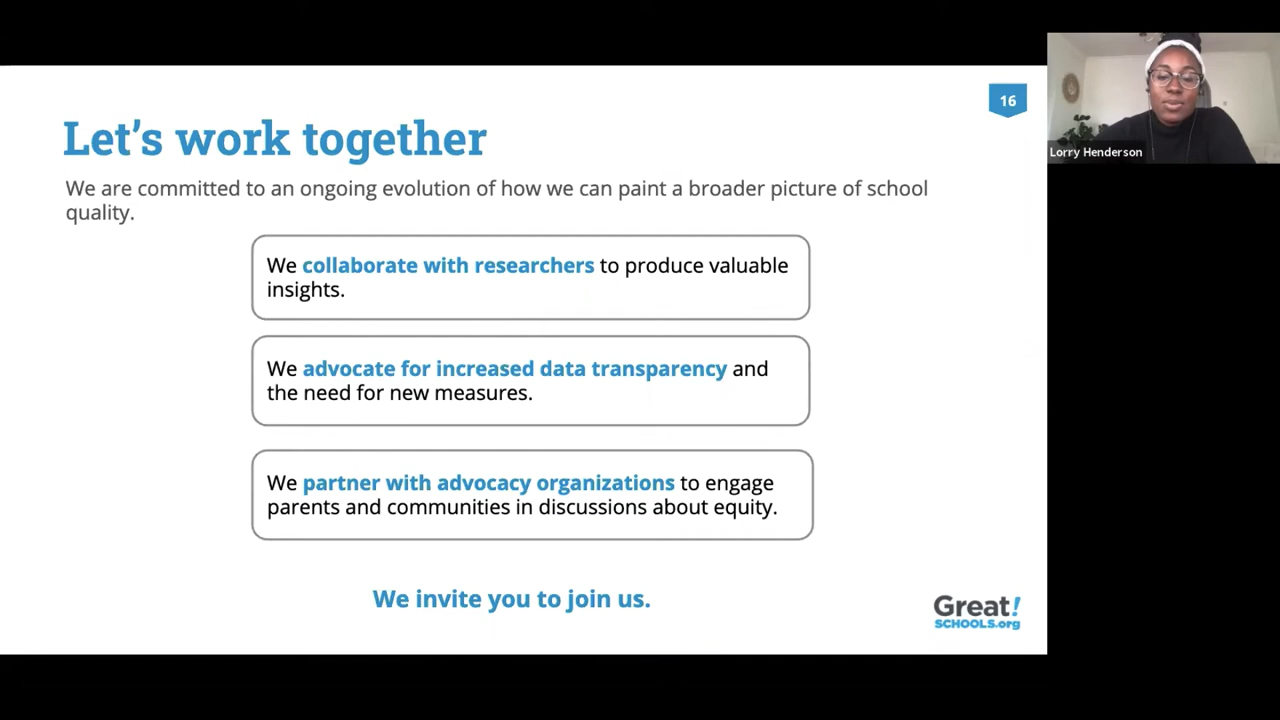 16
Lorry Henderson
Let's work together
We are committed to an ongoing evolution of how we can paint a broader picture of school
quality.
We collaborate with researchers to produce valuable
insights.
We advocate for increased data transparency and
the need for new measures.
We partner with advocacy organizations to engage
parents and communities in discussions about equity.
We invite you to join us.
Great!
SCHOOLS.org